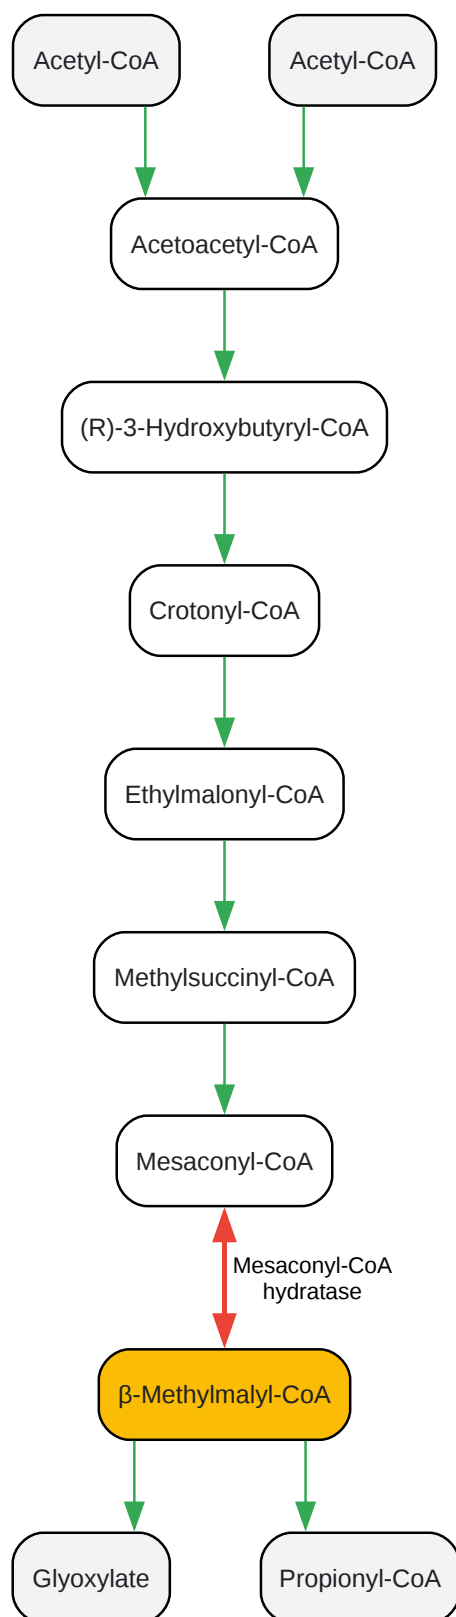 Acetyl-CoA
Acetyl-CoA
Acetoacetyl-CoA
(R)-3-Hydroxybutyryl-CoA
Crotonyl-CoA
Ethylmalonyl-CoA
Methylsuccinyl-CoA
Mesaconyl-CoA
Mesaconyl-CoA
hydratase
β-Methylmalyl-CoA
Glyoxylate
Propionyl-CoA